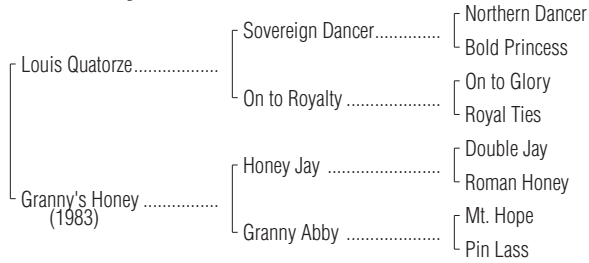 Northern Dancer
Sovereign Dancer..............
Bold Princess
Louis Quatorze..................
On to Glory
On to Royalty ....................
Royal Ties
Double Jay
Honey Jay ........................
Roman Honey
Granny's Honey ................
(1983)
Mt. Hope
Granny Abby ....................
Pin Lass